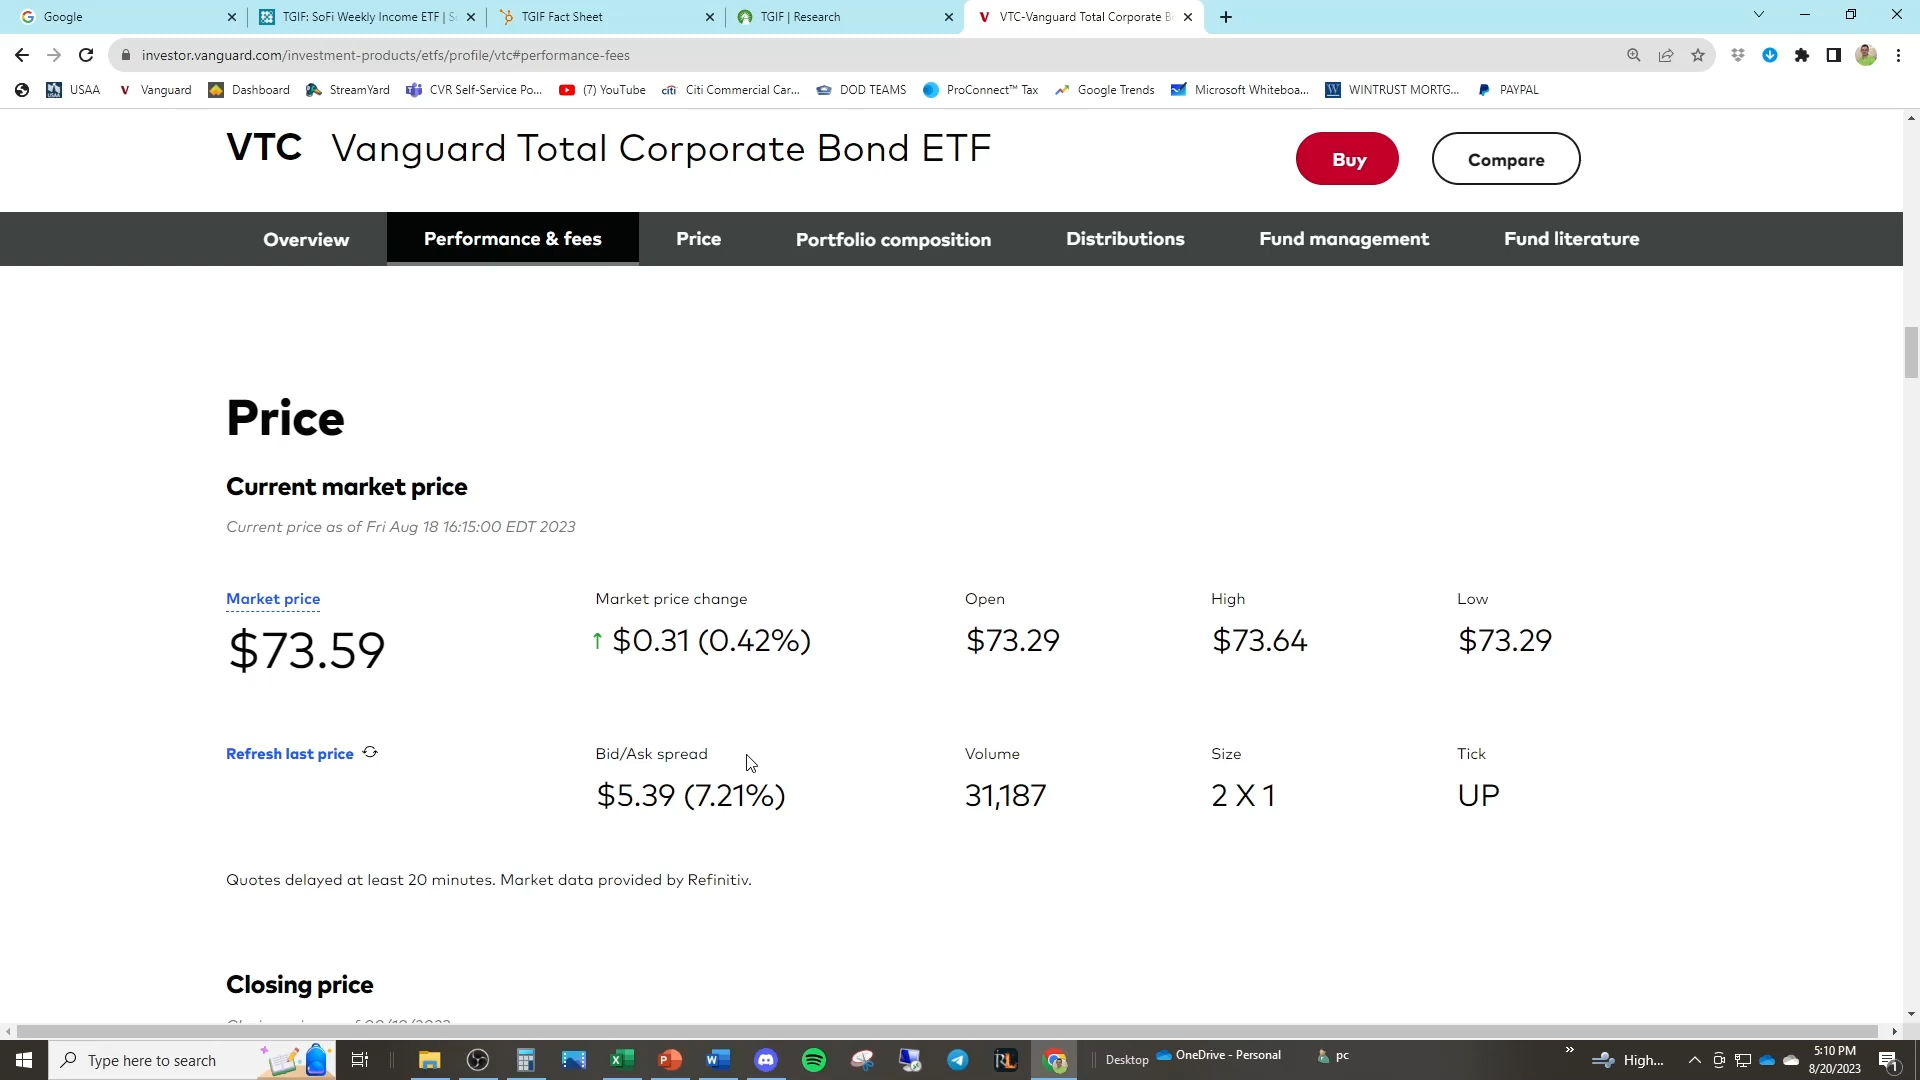 Google
TGIF: SoFi Weekly Income ETF | S
TGIF Fact Sheet
TGIF | Research
VTC-Vanguard Total Corporate B
investor.vanguard.com/investment-products/etfs/profile/vtc#performance-fees
USAA
Vanguard
Dashboard
StreamYard
CVR Self-Service Po...
(7) YouTube
Citi Commercial Car...
DOD TEAMS
ProConnect™ Tax
Google Trends
Microsoft Whiteboa...
WINTRUST MORTG...
PAYPAL
VTC Vanguard Total Corporate Bond ETF
Buy
Compare
Overview
Performance & fees
Price
Portfolio composition
Distributions
Fund management
Fund literature
Price
Current market price
Current price as of Fri Aug 18 16:15:00 EDT 2023
Market price
Market price change
Open
High
Low
$73.59
↑ $0.31 (0.42%)
$73.29
$73.64
$73.29
Refresh last price
Bid/Ask spread
Volume
Size
Tick
$5.39 (7.21%)
31,187
2 X 1
UP
Quotes delayed at least 20 minutes. Market data provided by Refinitiv.
Closing price
Type here to search
Desktop
OneDrive - Personal
pc
High...
5:10 PM
8/20/2023